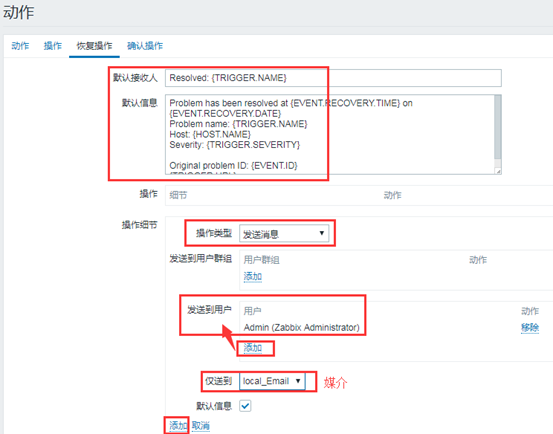 动作
动作 操作 恢复操作 确认操作
默认接收人 Resolved: {TRIGGER.NAME}
默认信息 Problem has been resolved at {EVENT.RECOVERY.TIME} on
{EVENT.RECOVERY.DATE}
Problem name: {TRIGGER.NAME}
Host: {HOST.NAME}
Severity: {TRIGGER.SEVERITY}
Original problem ID: {EVENT.ID}
{TRIGGER.URL}
操作 细节 动作
操作细节
操作类型 发送消息
发送到用户群组 用户群组 动作
添加
发送到用户 用户 动作
Admin (Zabbix Administrator) 移除
添加
仅送到 local_Email 媒介
默认信息
添加 取消